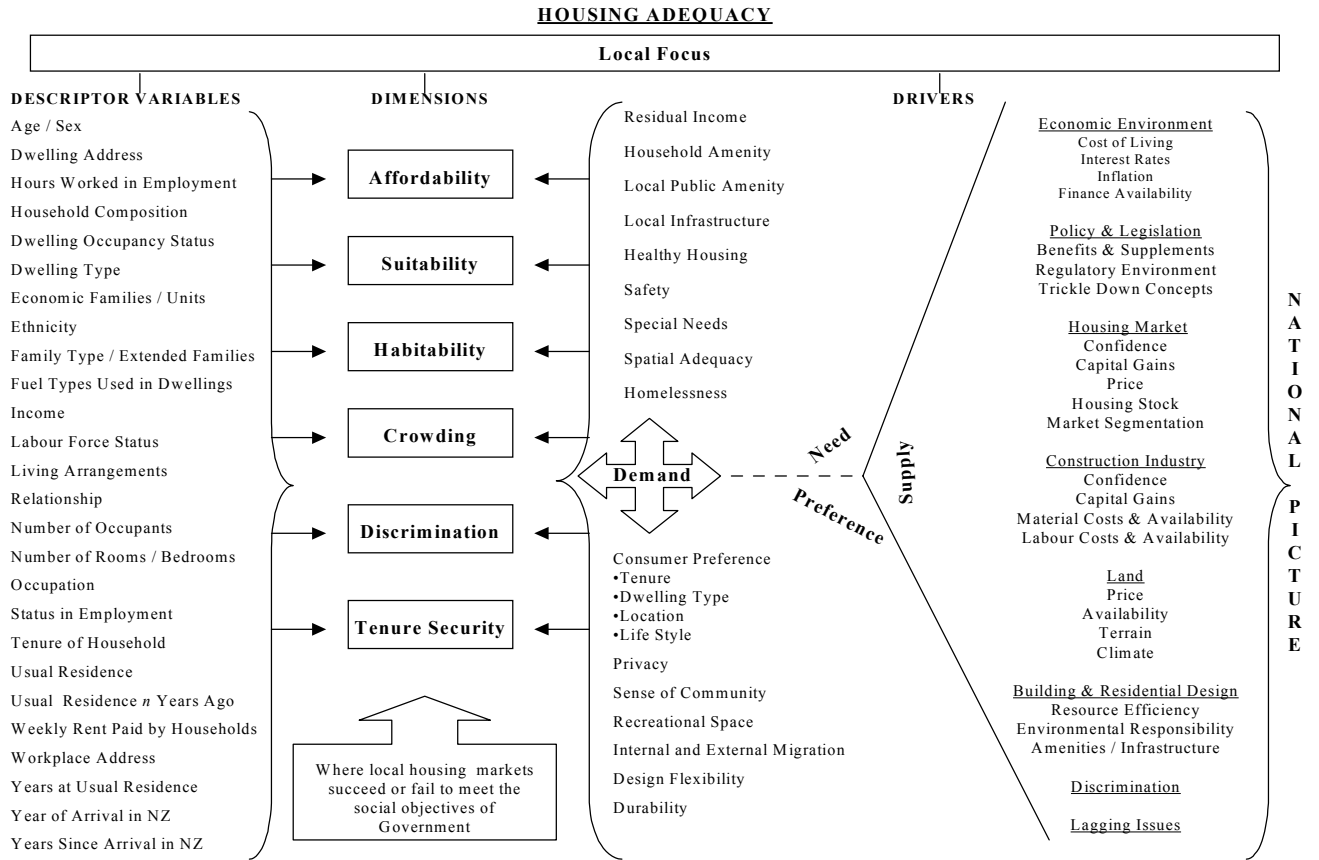 HOUSING ADEQUACY
Local Focus
DESCRIPTOR VARIABLES
Age / Sex
Dwelling Address
Hours Worked in Employment
Household Composition
Dwelling Occupancy Status
Dwelling Type
Economic Families / Units
Ethnicity
Family Type / Extended Families
Fuel Types Used in Dwellings
Income
Labour Force Status
Living Arrangements
Relationship
Number of Occupants
Number of Rooms / Bedrooms
Occupation
Status in Employment
Tenure of Household
Usual Residence
Usual Residence n Years Ago
Weekly Rent Paid by Households
Workplace Address
Years at Usual Residence
Year of Arrival in NZ
Years Since Arrival in NZ
DIMENSIONS
Affordability
Suitability
Habitability
Crowding
Discrimination
Tenure Security
Where local housing markets
succeed or fail to meet the
social objectives of
Government
DRIVERS
Residual Income
Household Amenity
Local Public Amenity
Local Infrastructure
Healthy Housing
Safety
Special Needs
Spatial Adequacy
Homelessness
Demand
Need
Preference
Supply
Consumer Preference
•Tenure
•Dwelling Type
•Location
•Life Style
Privacy
Sense of Community
Recreational Space
Internal and External Migration
Design Flexibility
Durability
Economic Environment
Cost of Living
Interest Rates
Inflation
Finance Availability
Policy & Legislation
Benefits & Supplements
Regulatory Environment
Trickle Down Concepts
Housing Market
Confidence
Capital Gains
Price
Housing Stock
Market Segmentation
Construction Industry
Confidence
Capital Gains
Material Costs & Availability
Labour Costs & Availability
Land
Price
Availability
Terrain
Climate
Building & Residential Design
Resource Efficiency
Environmental Responsibility
Amenities / Infrastructure
Discrimination
Lagging Issues
NATIONAL PICTURE